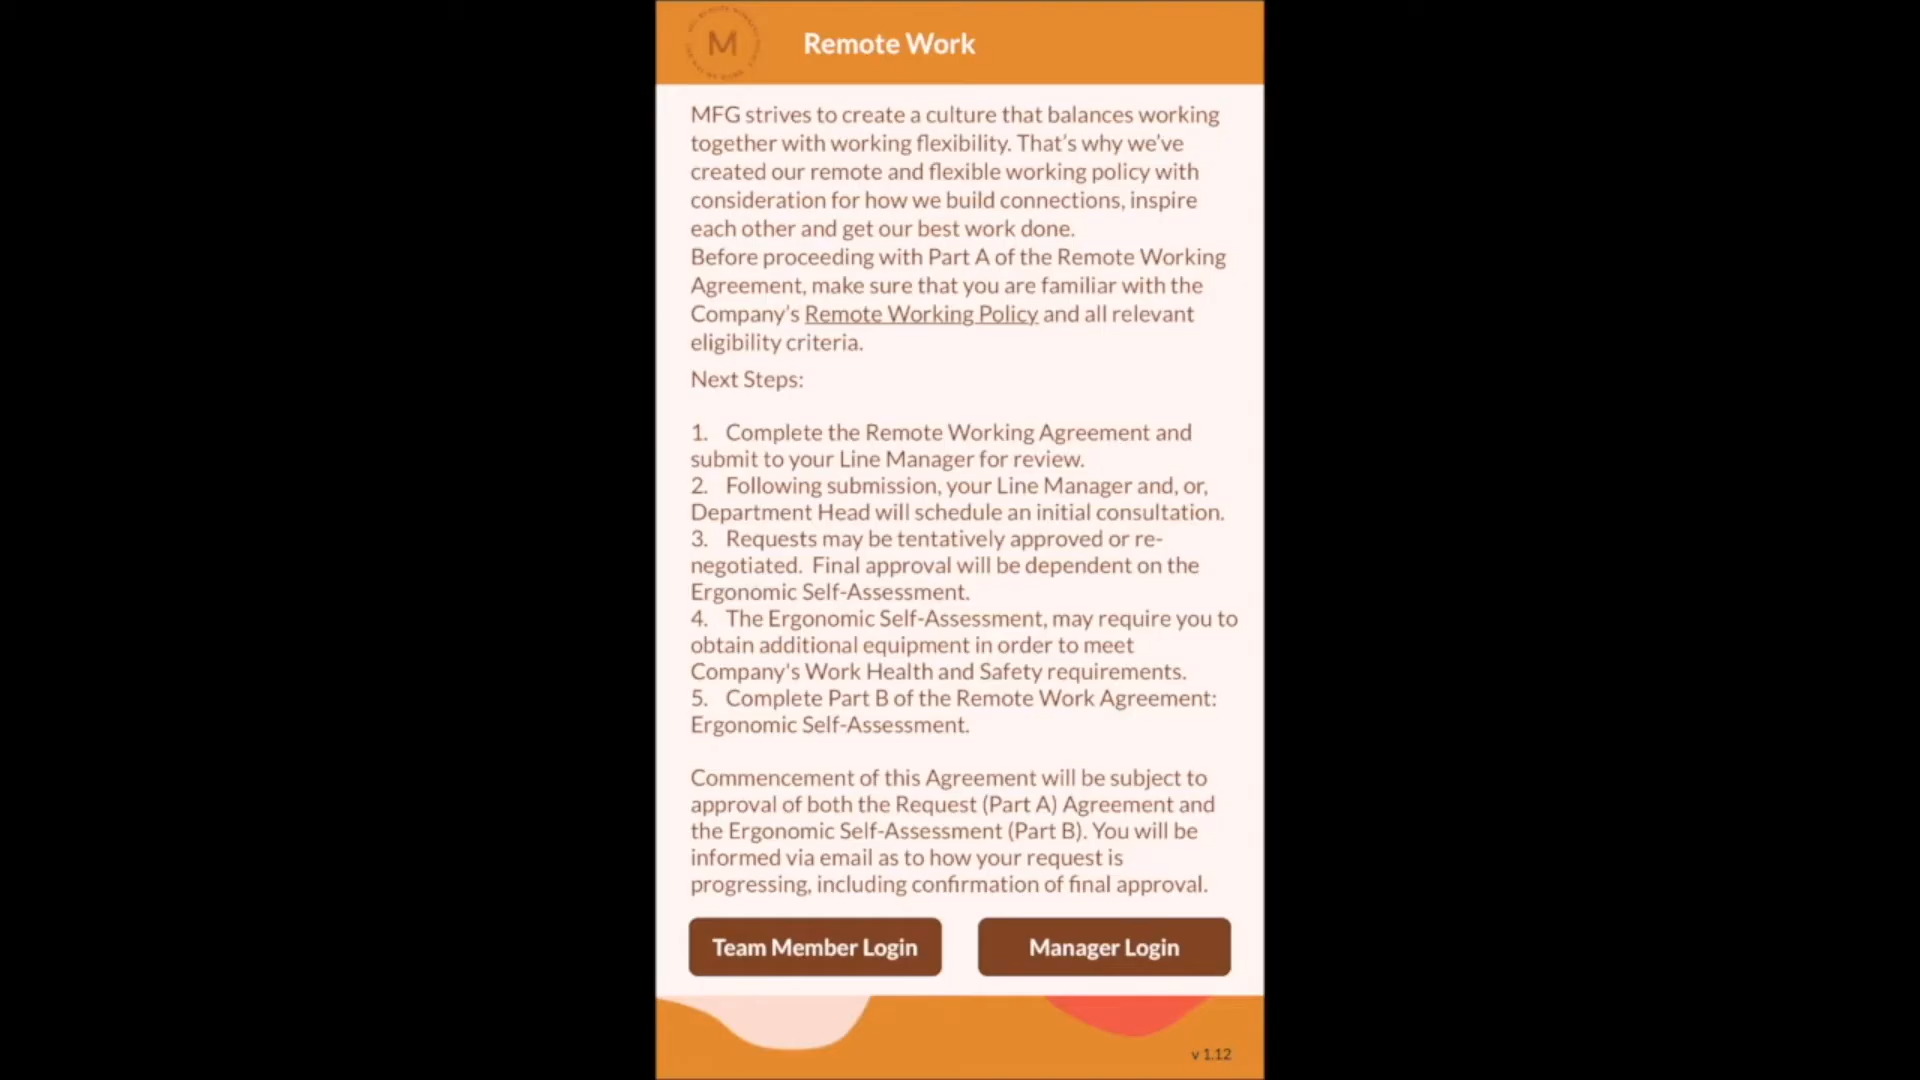 M
Remote Work
MFG strives to create a culture that balances working
together with working flexibility. That's why we've
created our remote and flexible working policy with
consideration for how we build connections, inspire
each other and get our best work done.
Before proceeding with Part A of the Remote Working
Agreement, make sure that you are familiar with the
Company's Remote Working Policy and all relevant
eligibility criteria.
Next Steps:
1. Complete the Remote Working Agreement and
submit to your Line Manager for review.
2. Following submission, your Line Manager and, or,
Department Head will schedule an initial consultation.
3. Requests may be tentatively approved or re-
negotiated. Final approval will be dependent on the
Ergonomic Self-Assessment.
4. The Ergonomic Self-Assessment, may require you to
obtain additional equipment in order to meet
Company's Work Health and Safety requirements.
5. Complete Part B of the Remote Work Agreement:
Ergonomic Self-Assessment.
Commencement of this Agreement will be subject to
approval of both the Request (Part A) Agreement and
the Ergonomic Self-Assessment (Part B). You will be
informed via email as to how your request is
progressing, including confirmation of final approval.
Team Member Login
Manager Login
v 1.12